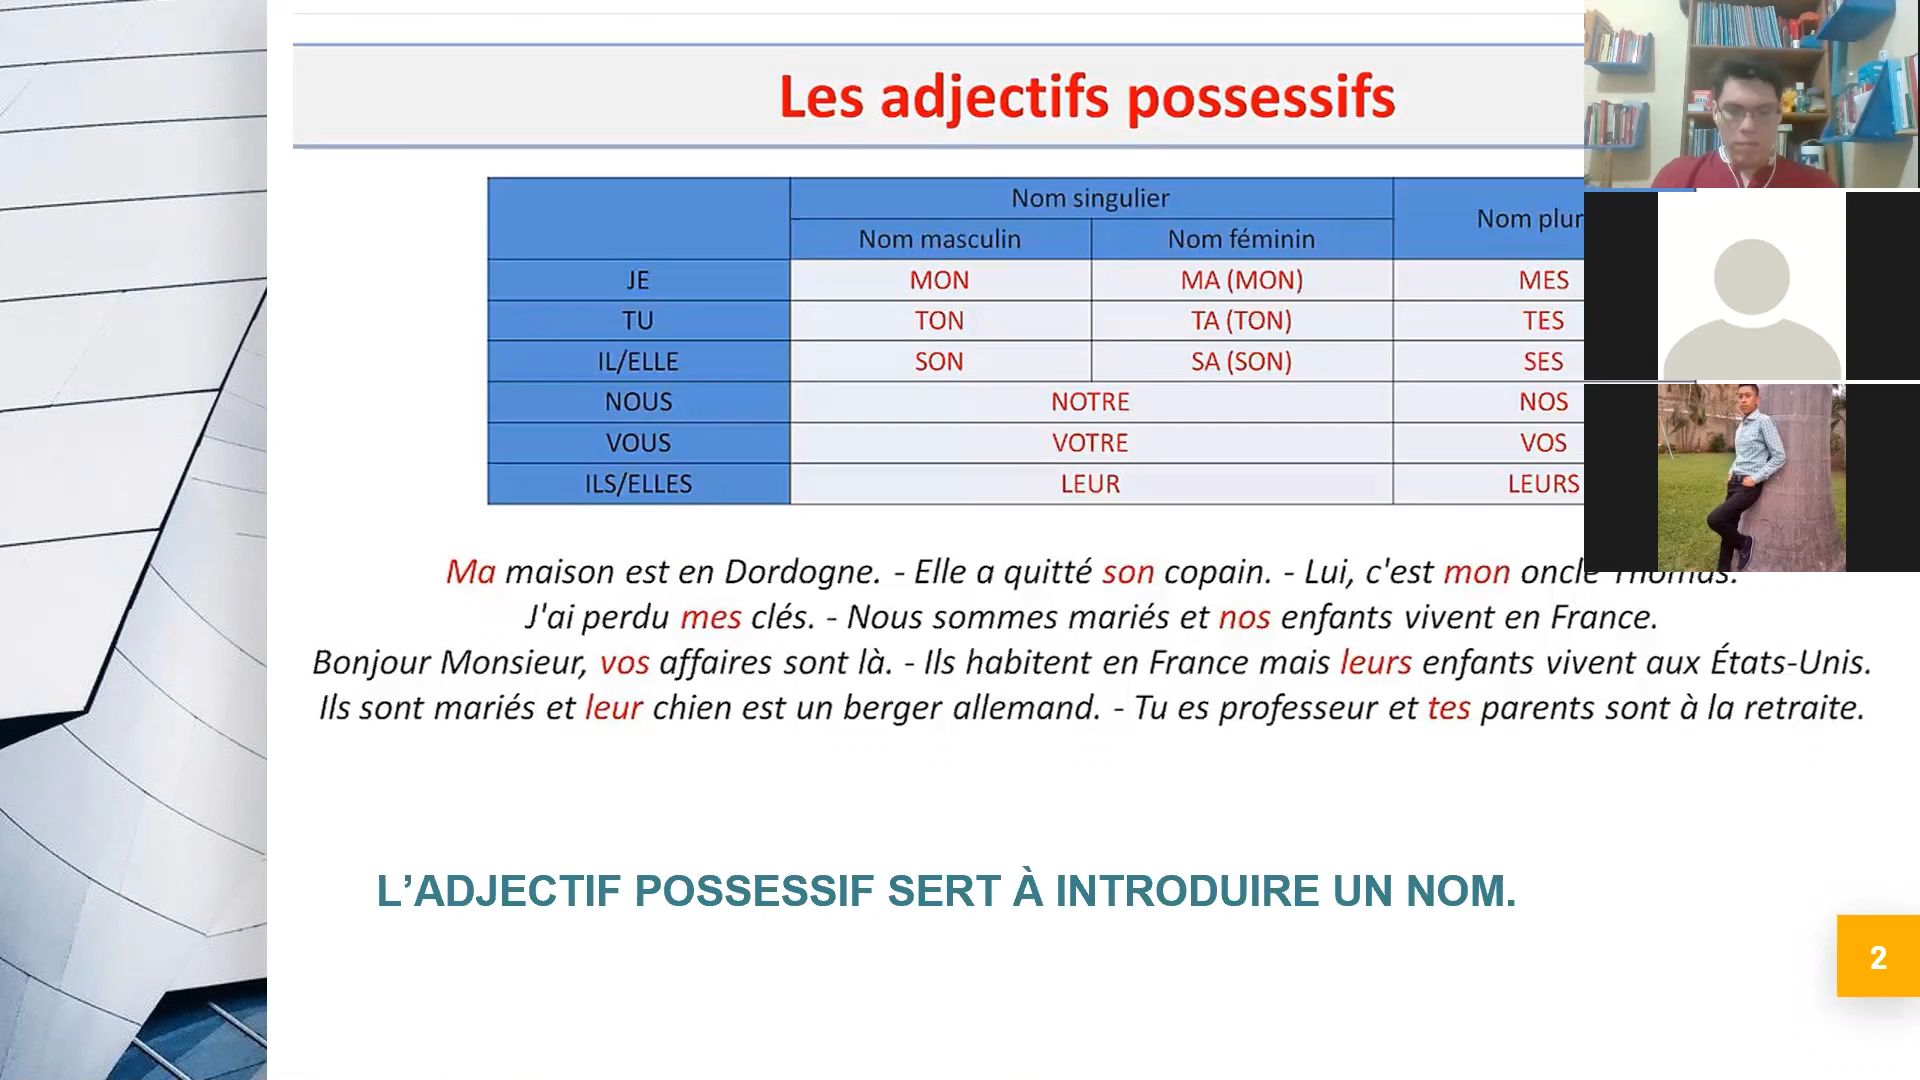 Les adjectifs possessifs
Nom singulier
Nom plur
Nom masculin Nom féminin
JE MON MA (MON) MES
TU TON TA (TON) TES
IL/ELLE SON SA (SON) SES
NOUS NOTRE NOS
VOUS VOTRE VOS
ILS/ELLES LEUR LEURS
Ma maison est en Dordogne. - Elle a quitté son copain. - Lui, c'est mon oncle Thomas.
J'ai perdu mes clés. - Nous sommes mariés et nos enfants vivent en France.
Bonjour Monsieur, vos affaires sont là. - Ils habitent en France mais leurs enfants vivent aux États-Unis.
Ils sont mariés et leur chien est un berger allemand. - Tu es professeur et tes parents sont à la retraite.
L’ADJECTIF POSSESSIF SERT À INTRODUIRE UN NOM.
2